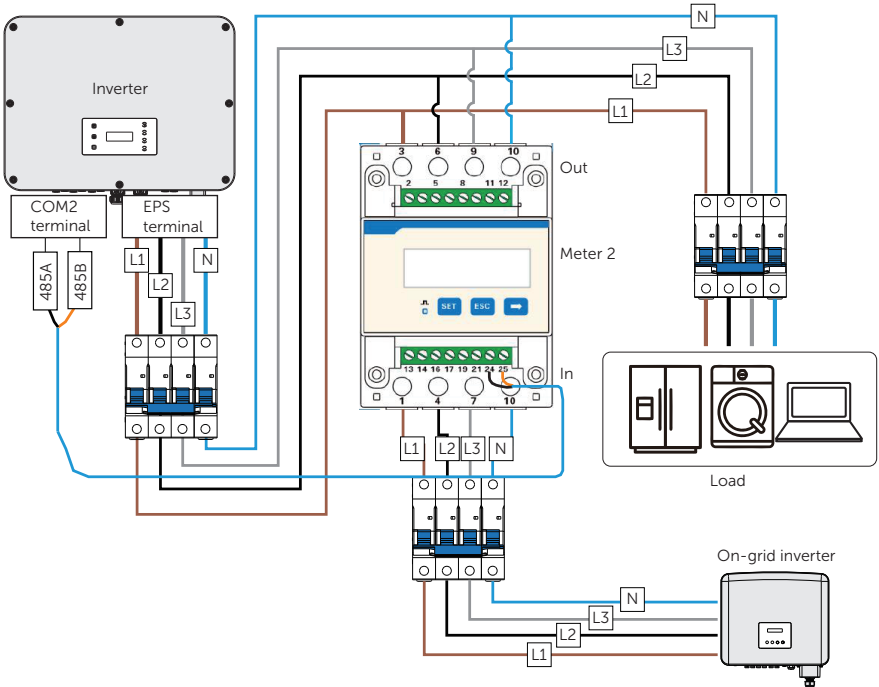 N
L3
L2
L1
Inverter
3
6
9
10
Out
2
5
8
11
12
COM2
terminal
EPS
terminal
L1
N
L2
L3
485A
485B
Meter 2
SET
ESC
In
13 14 16 17 19 21 24 25
1
4
7
10
L1
L2
L3
N
Load
On-grid inverter
N
L3
L2
L1